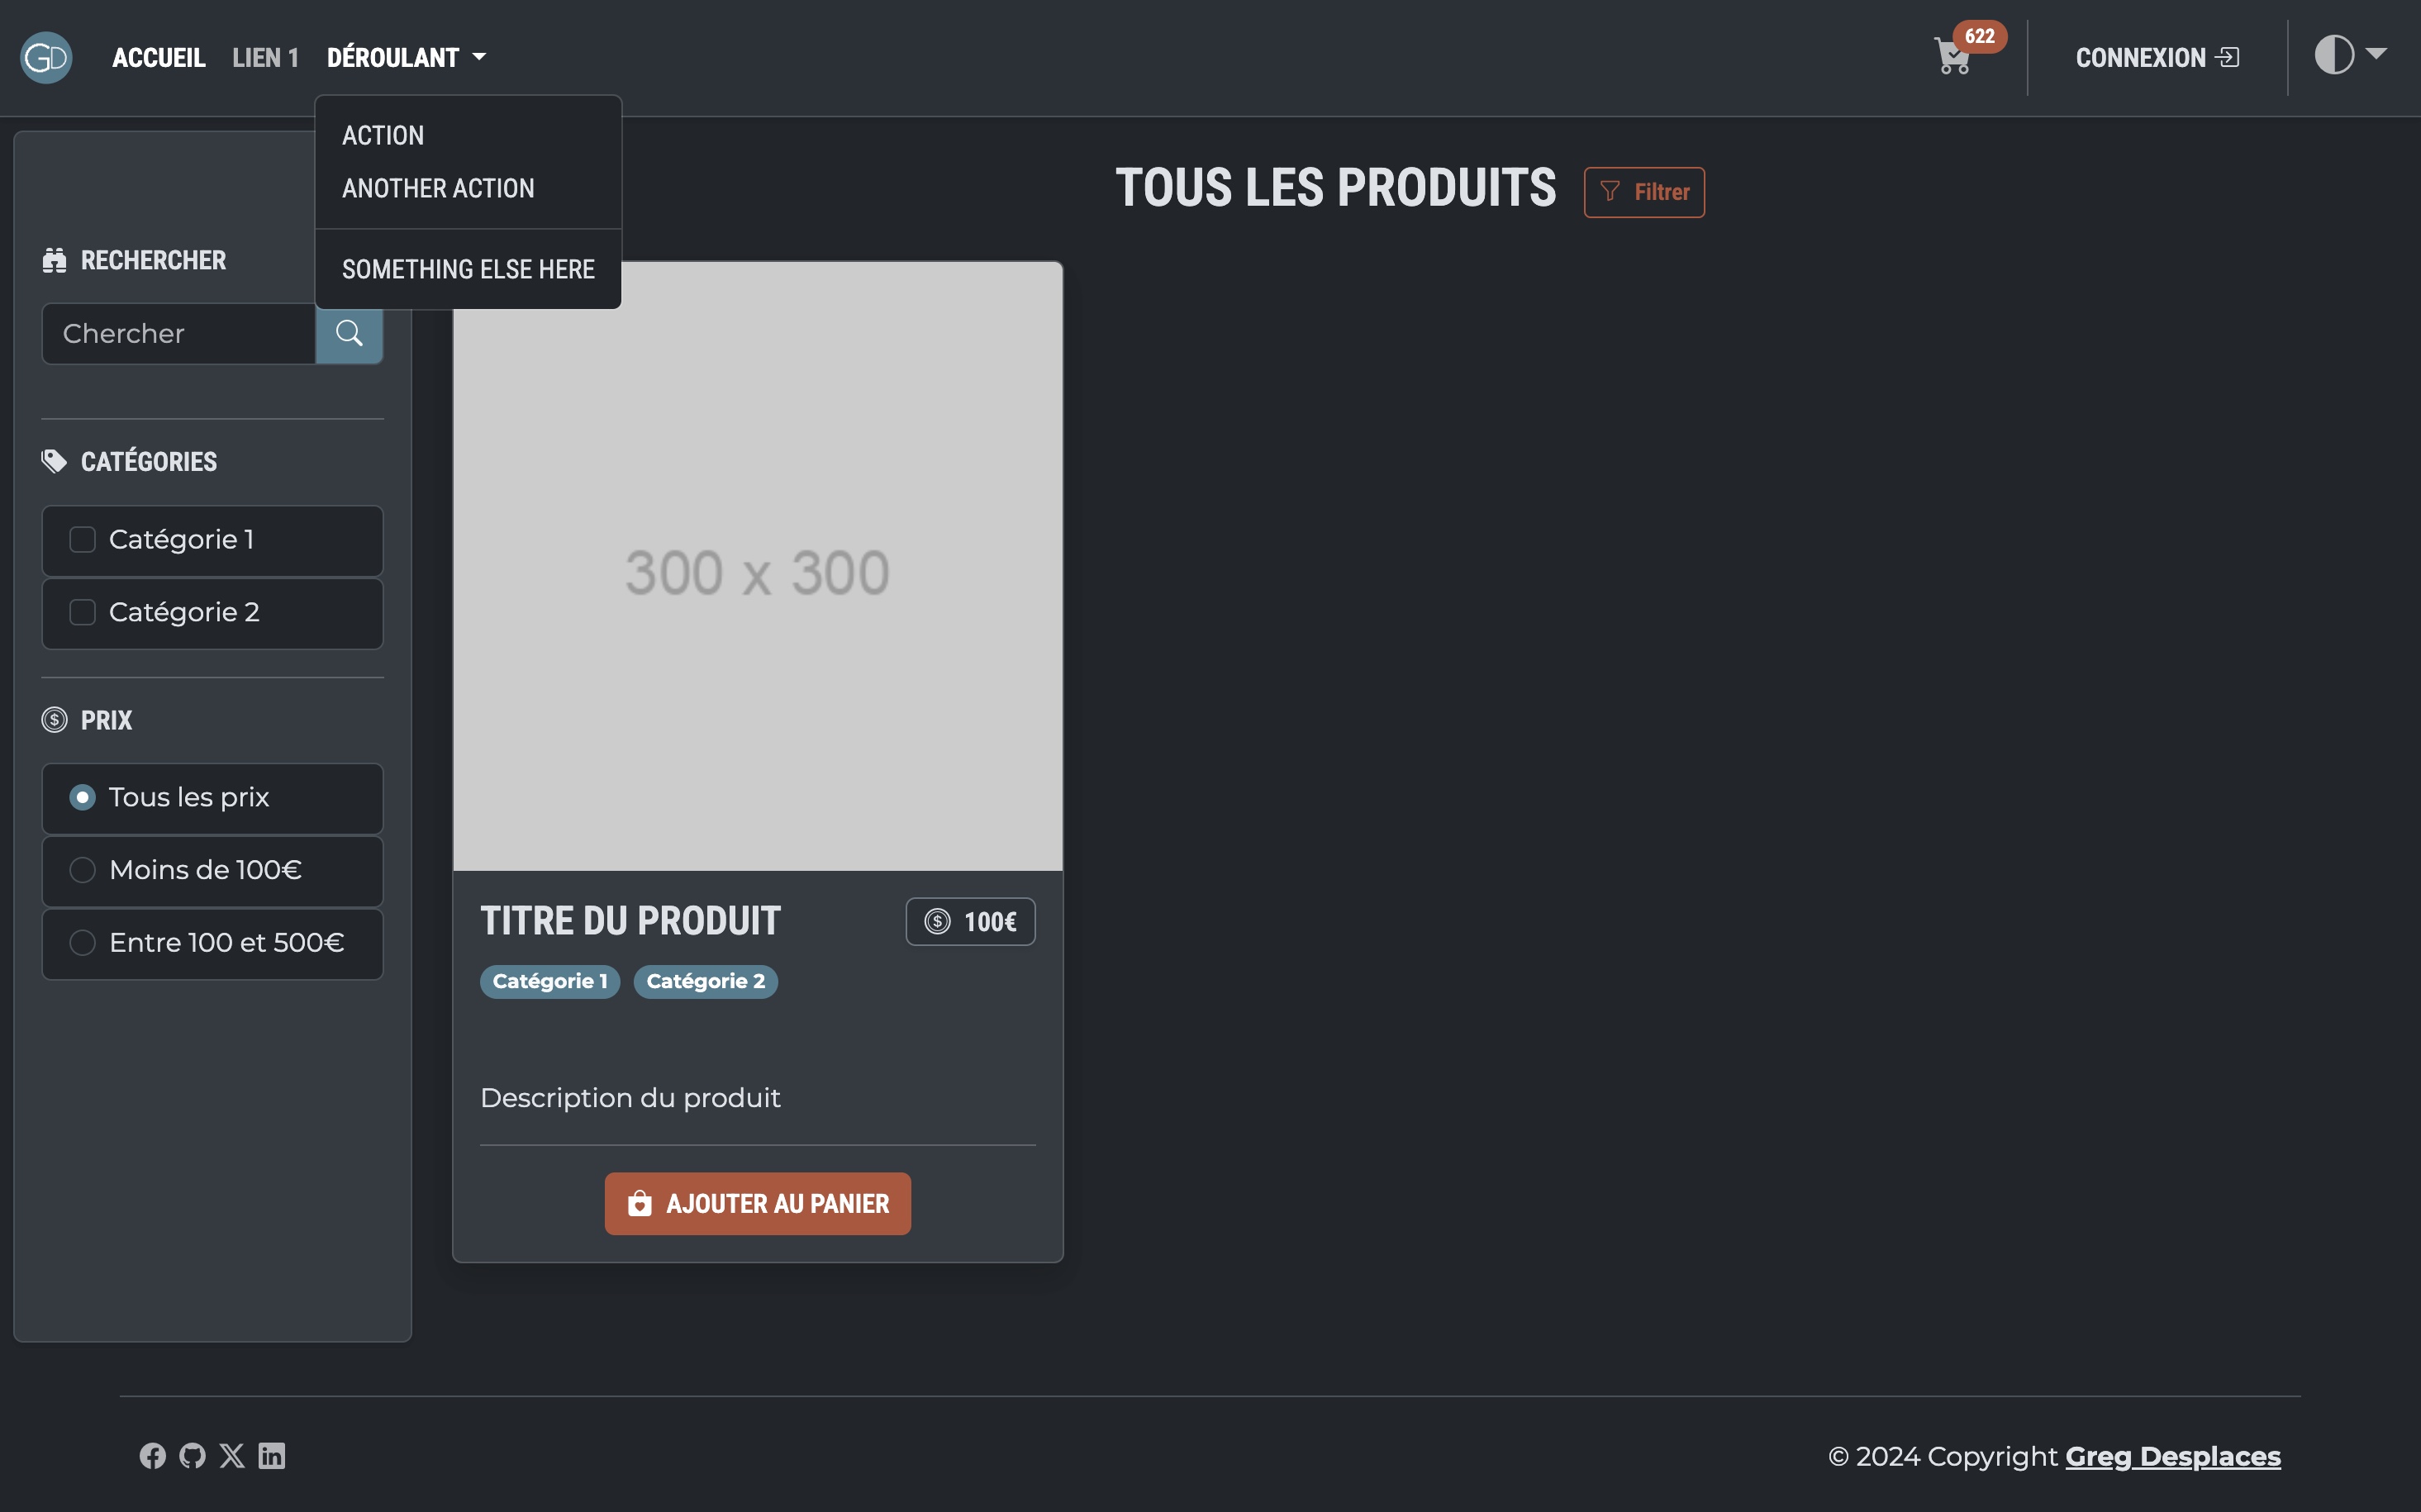 GD ACCUEIL LIEN 1 DÉROULANT 622 CONNEXION
ACTION
ANOTHER ACTION
SOMETHING ELSE HERE
TOUS LES PRODUITS Filtrer
RECHERCHER
Chercher
CATÉGORIES
Catégorie 1
Catégorie 2
PRIX
Tous les prix
Moins de 100€
Entre 100 et 500€
300 x 300
TITRE DU PRODUIT 100€
Catégorie 1 Catégorie 2
Description du produit
AJOUTER AU PANIER
© 2024 Copyright Greg Desplaces